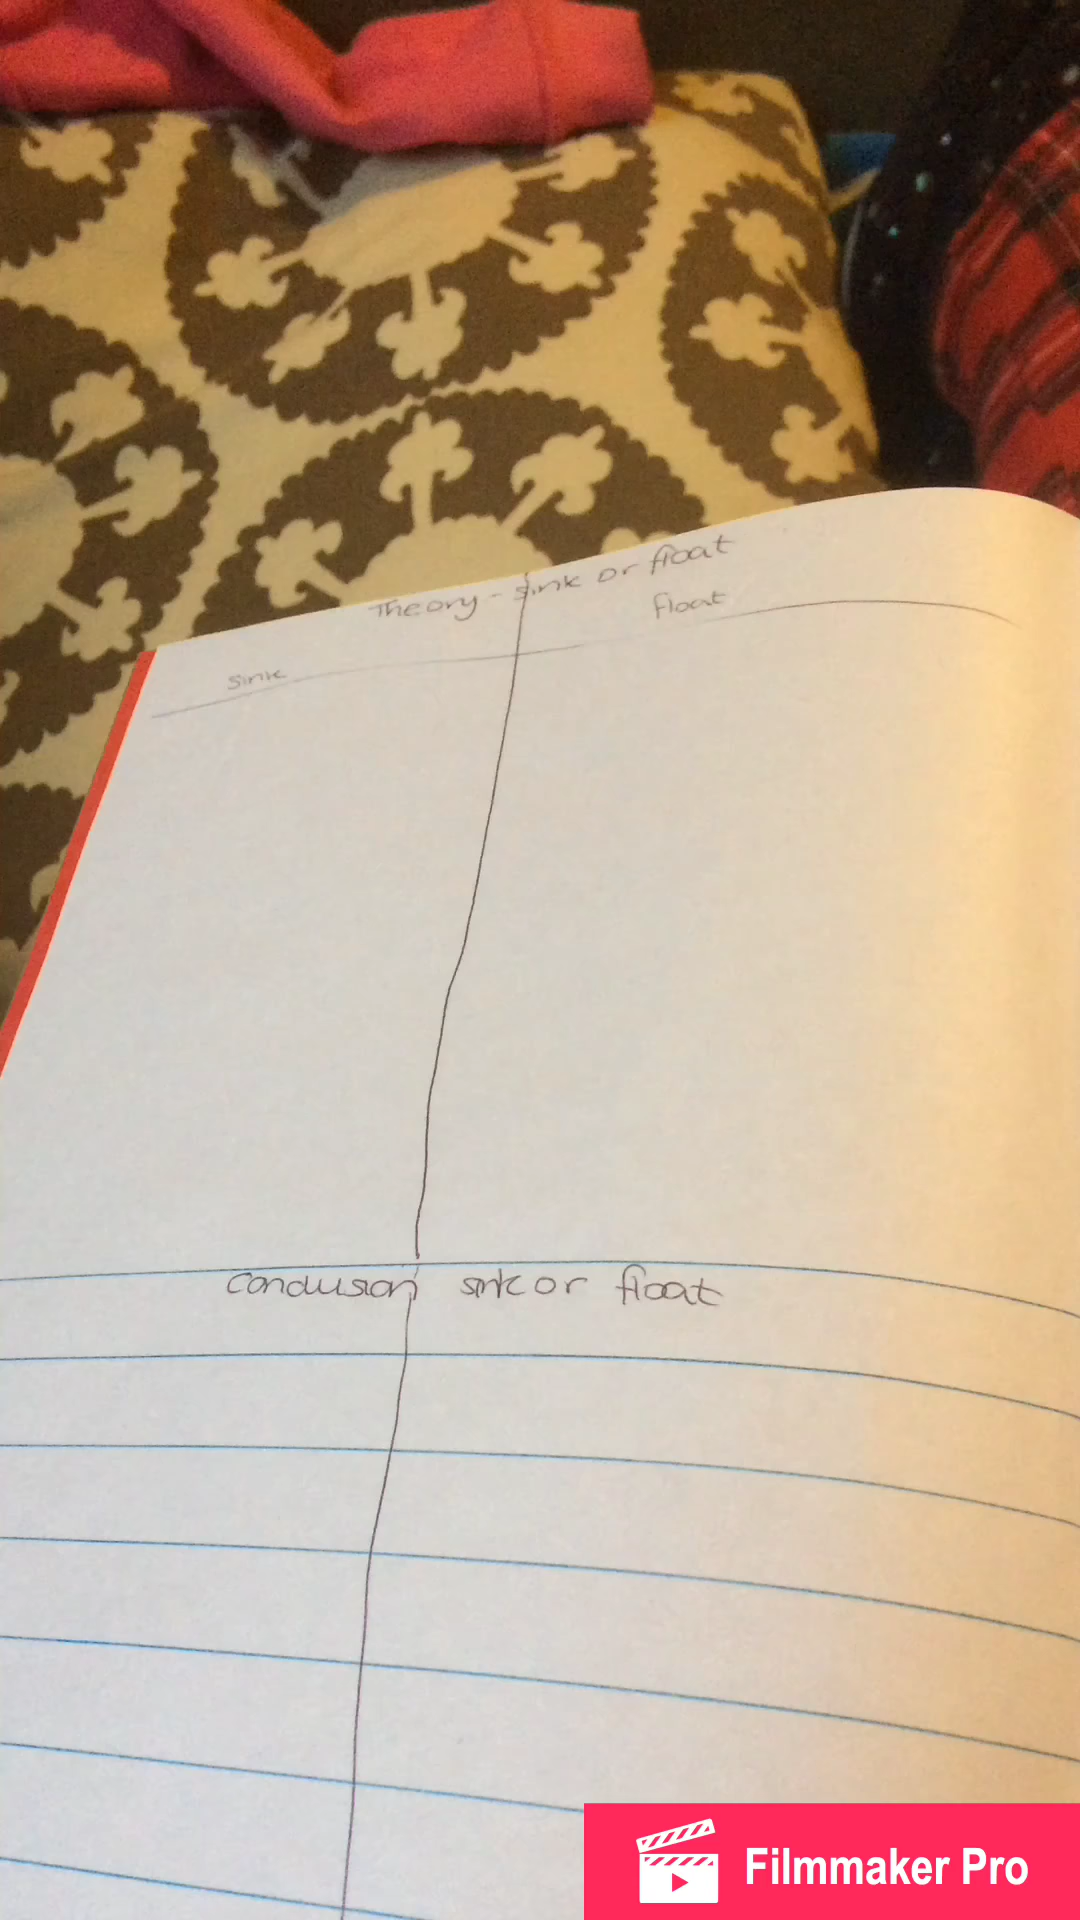 Theory - sink or float
sink float
conclusion sink or float
Filmmaker Pro